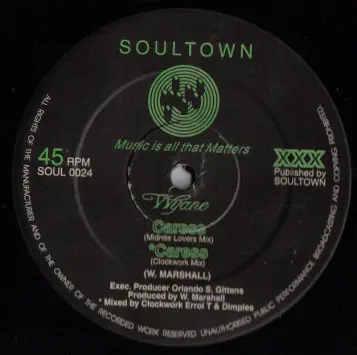 SOULTOWN
Music is all that Matters
45 RPM
SOUL 0024
XXX
Published by
SOULTOWN
Caress
(Midnite Lovers Mix)
*Caress
(Clockwork Mix)
(W. MARSHALL)
Exec. Producer Orlando S. Gittens
Produced by W. Marshall
* Mixed by Clockwork Errol T & Dimples
ALL RIGHTS OF THE MANUFACTURER AND OF THE OWNER OF THE RECORDED WORK RESERVED UNAUTHORISED PUBLIC PERFORMANCE BROADCASTING AND COPYING PROHIBITED.